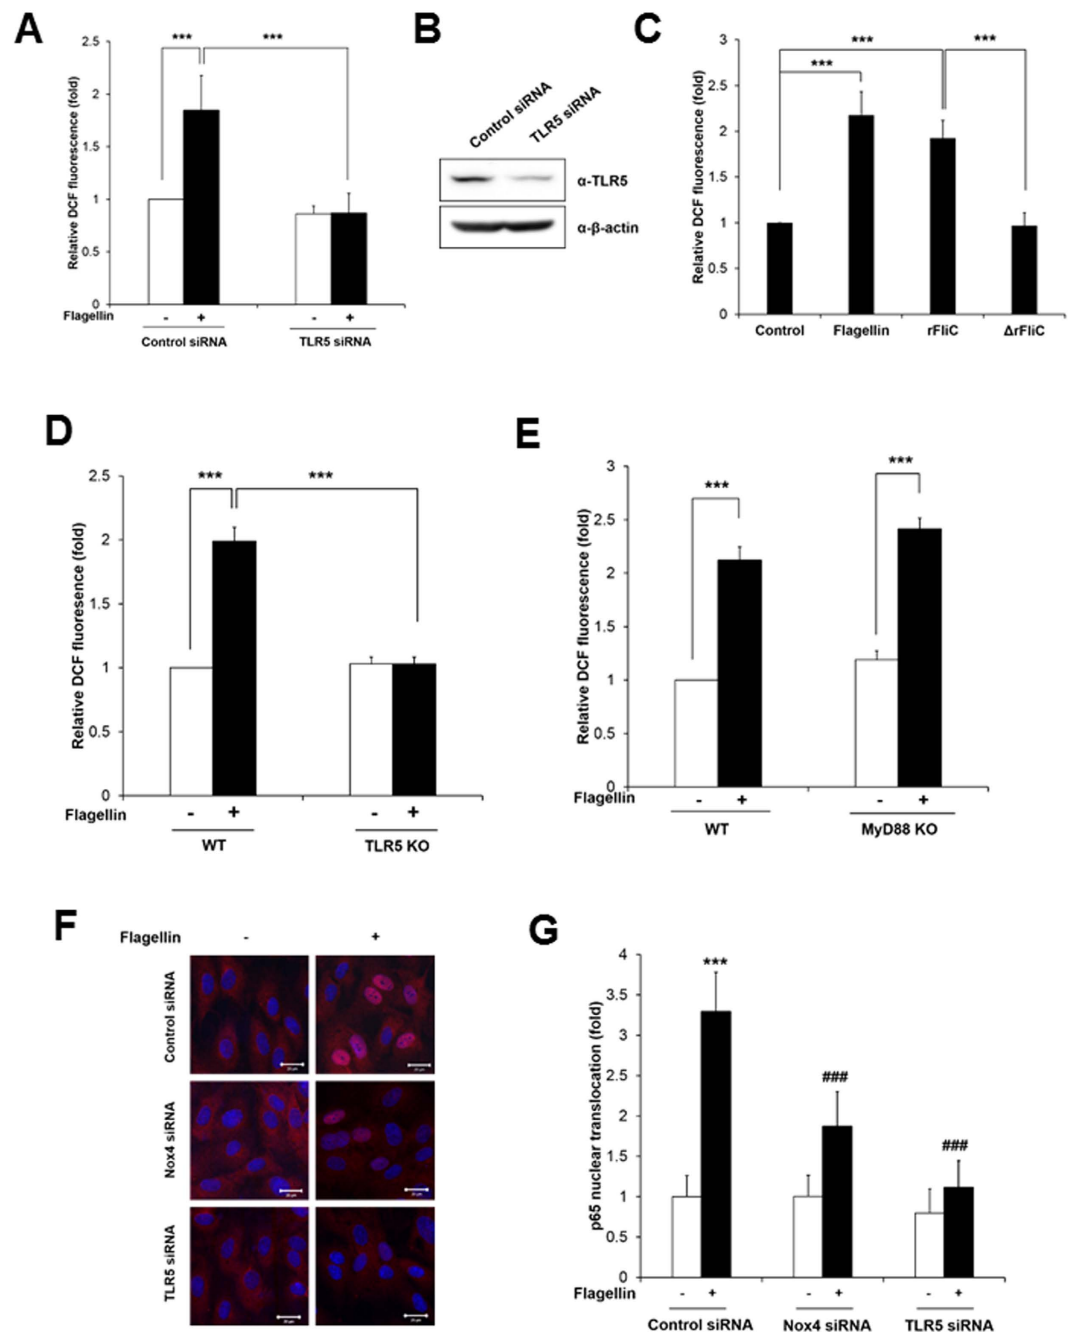 A
Relative DCF fluorescence (fold)
2.5
2
1.5
1
0.5
0
***
***
Flagellin - + - +
Control siRNA TLR5 siRNA
B
Control siRNA
TLR5 siRNA
α-TLR5
α-β-actin
C
Relative DCF fluorescence (fold)
3
2.5
2
1.5
1
0.5
0
***
***
***
Control Flagellin rFliC ΔrFliC
D
Relative DCF fluoresence (fold)
2.5
2
1.5
1
0.5
0
***
***
Flagellin - + - +
WT TLR5 KO
E
Relative DCF fluoresence (fold)
3
2.5
2
1.5
1
0.5
0
***
***
Flagellin - + - +
WT MyD88 KO
F
Flagellin - +
Control siRNA
Nox4 siRNA
TLR5 siRNA
G
p65 nuclear translocation (fold)
4
3.5
3
2.5
2
1.5
1
0.5
0
***
###
###
Flagellin - + - + - +
Control siRNA Nox4 siRNA TLR5 siRNA